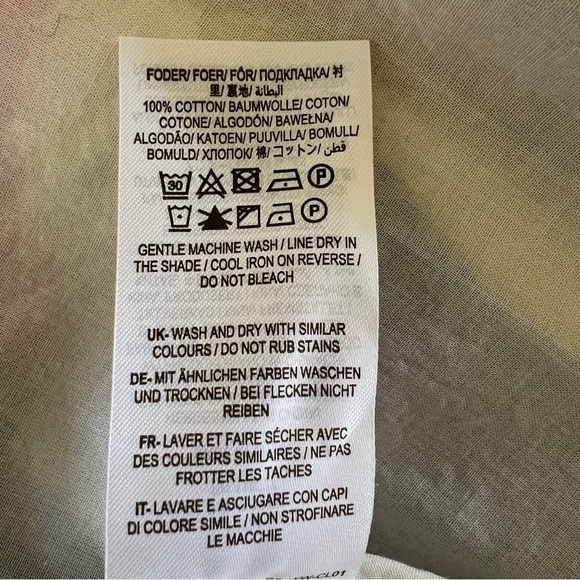 FODER/ FOER/ FÔR/ ПОДКЛАДКА/ 衬
里/ 裏地/ البطانة/
100% COTTON/ BAUMWOLLE/ COTON/
COTONE/ ALGODÓN/ BAWEŁNA/
ALGODÃO/ KATOEN/ PUUVILLA/ BOMULL/
BOMULD/ ХЛОПОК/ 棉/ コットン/ قطن/
30 P
P
GENTLE MACHINE WASH / LINE DRY IN
THE SHADE / COOL IRON ON REVERSE /
DO NOT BLEACH
UK- WASH AND DRY WITH SIMILAR
COLOURS / DO NOT RUB STAINS
DE- MIT ÄHNLICHEN FARBEN WASCHEN
UND TROCKNEN / BEI FLECKEN NICHT
REIBEN
FR- LAVER ET FAIRE SÉCHER AVEC
DES COULEURS SIMILAIRES / NE PAS
FROTTER LES TACHES
IT- LAVARE E ASCIUGARE CON CAPI
DI COLORE SIMILE / NON STROFINARE
LE MACCHIE